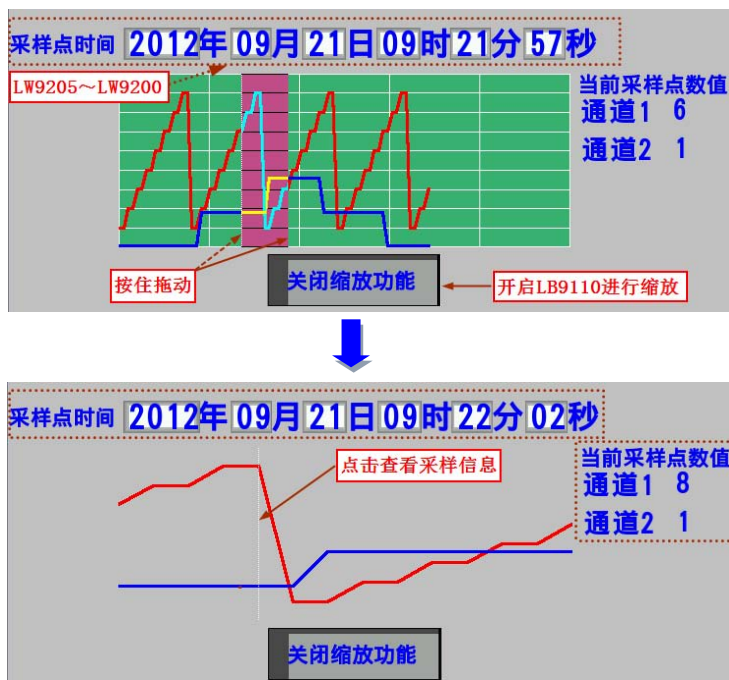 采样点时间 2012年09月21日09时21分57秒
LW9205～LW9200
当前采样点数值
通道1 6
通道2 1
按住拖动
关闭缩放功能
开启LB9110进行缩放
采样点时间 2012年09月21日09时22分02秒
点击查看采样信息
当前采样点数值
通道1 8
通道2 1
关闭缩放功能